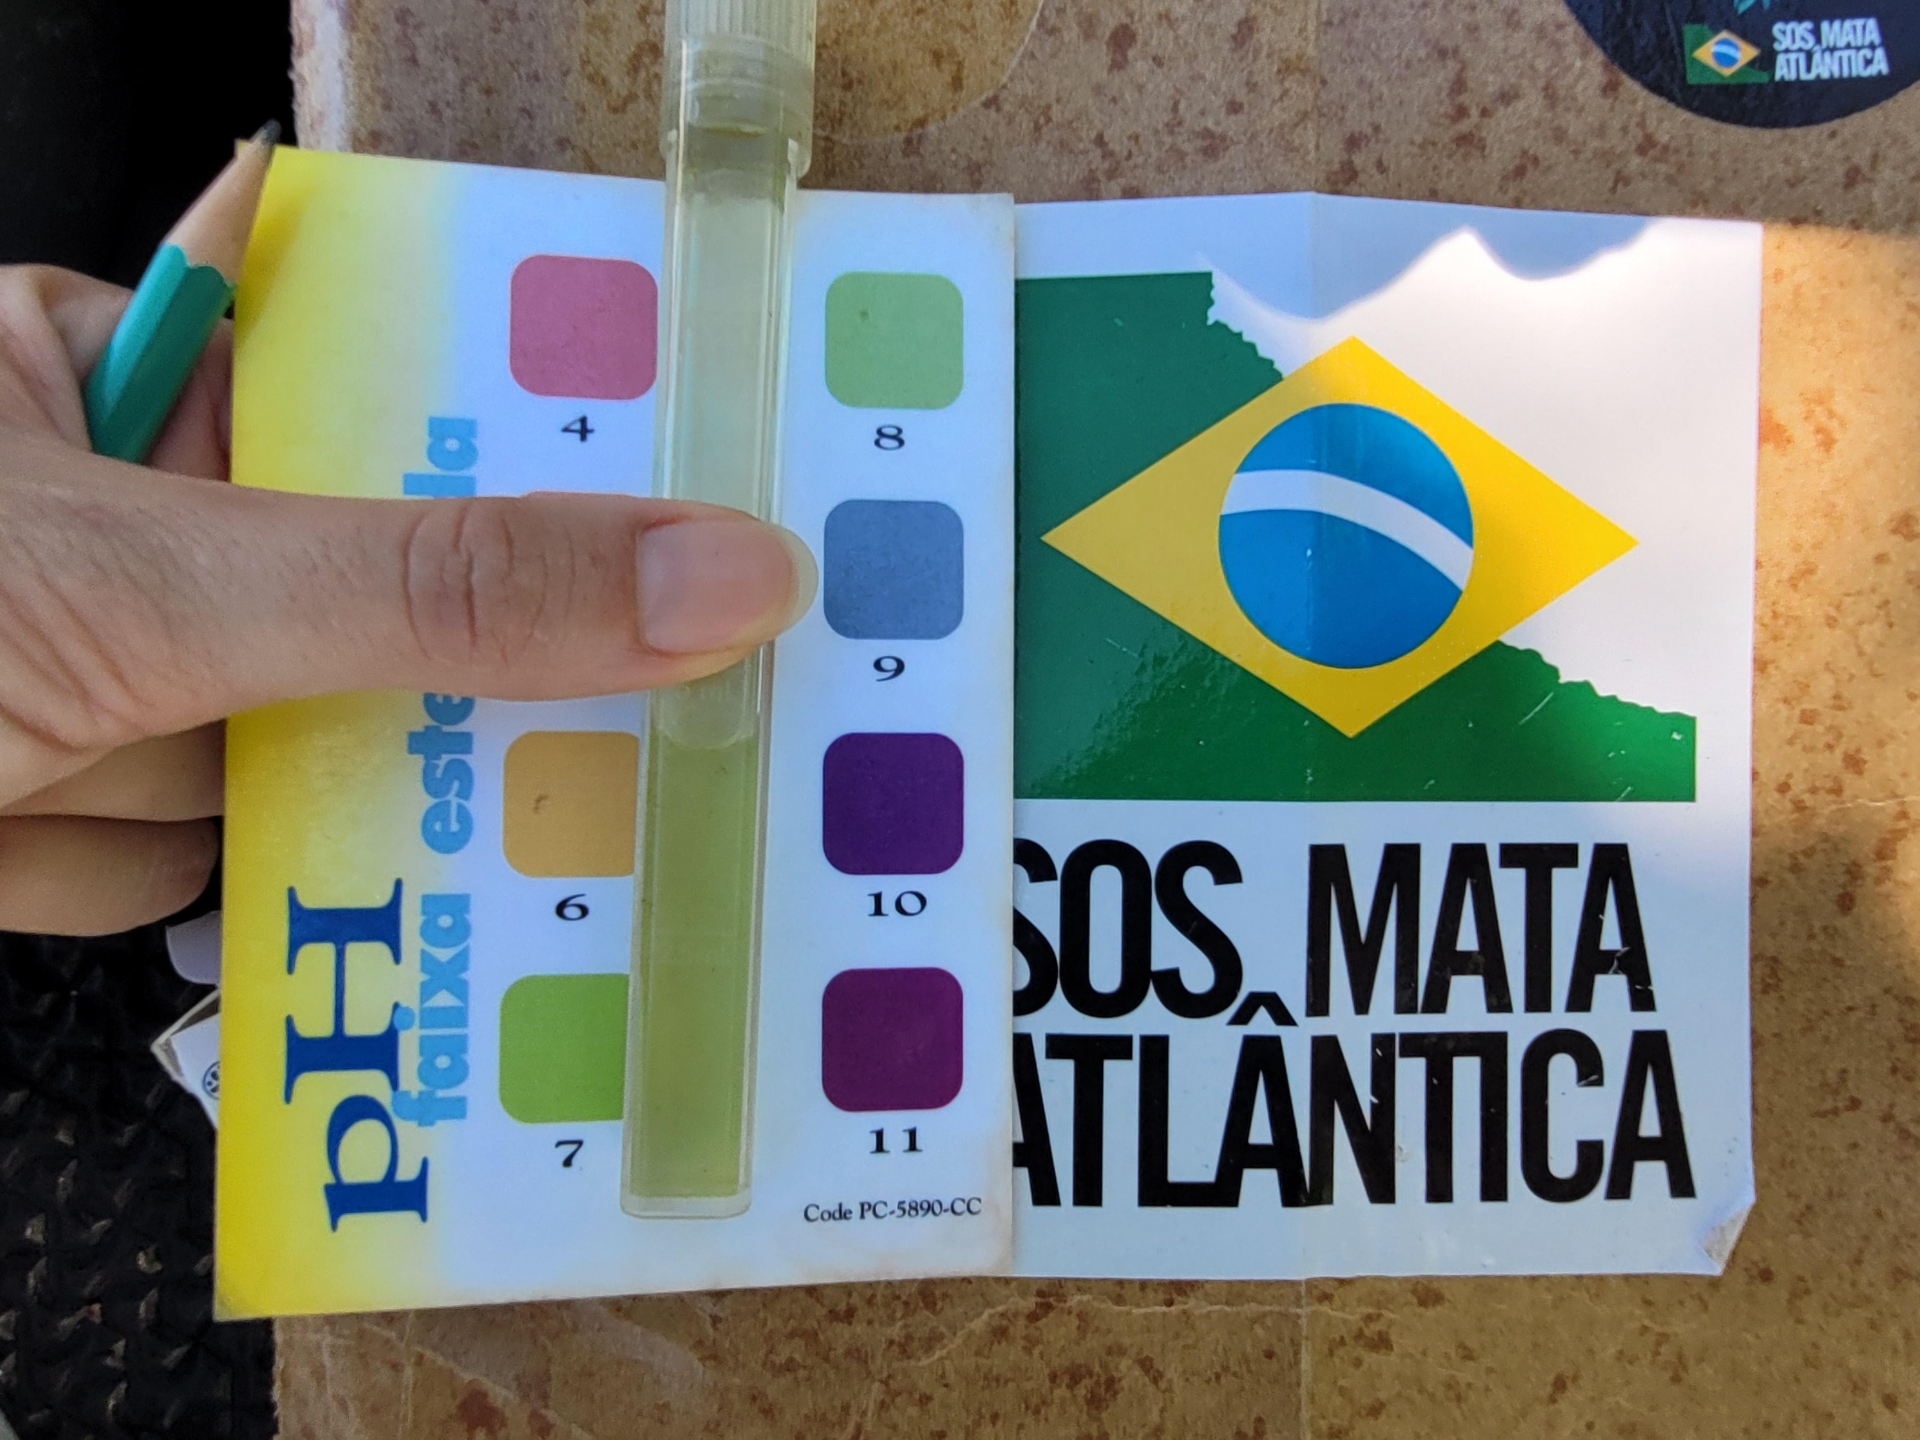 SOS MATA
ATLÂNTICA
4
8
9
6
10
7
11
pH
faixa
Code PC-5890-CC
SOS MATA
ATLÂNTICA